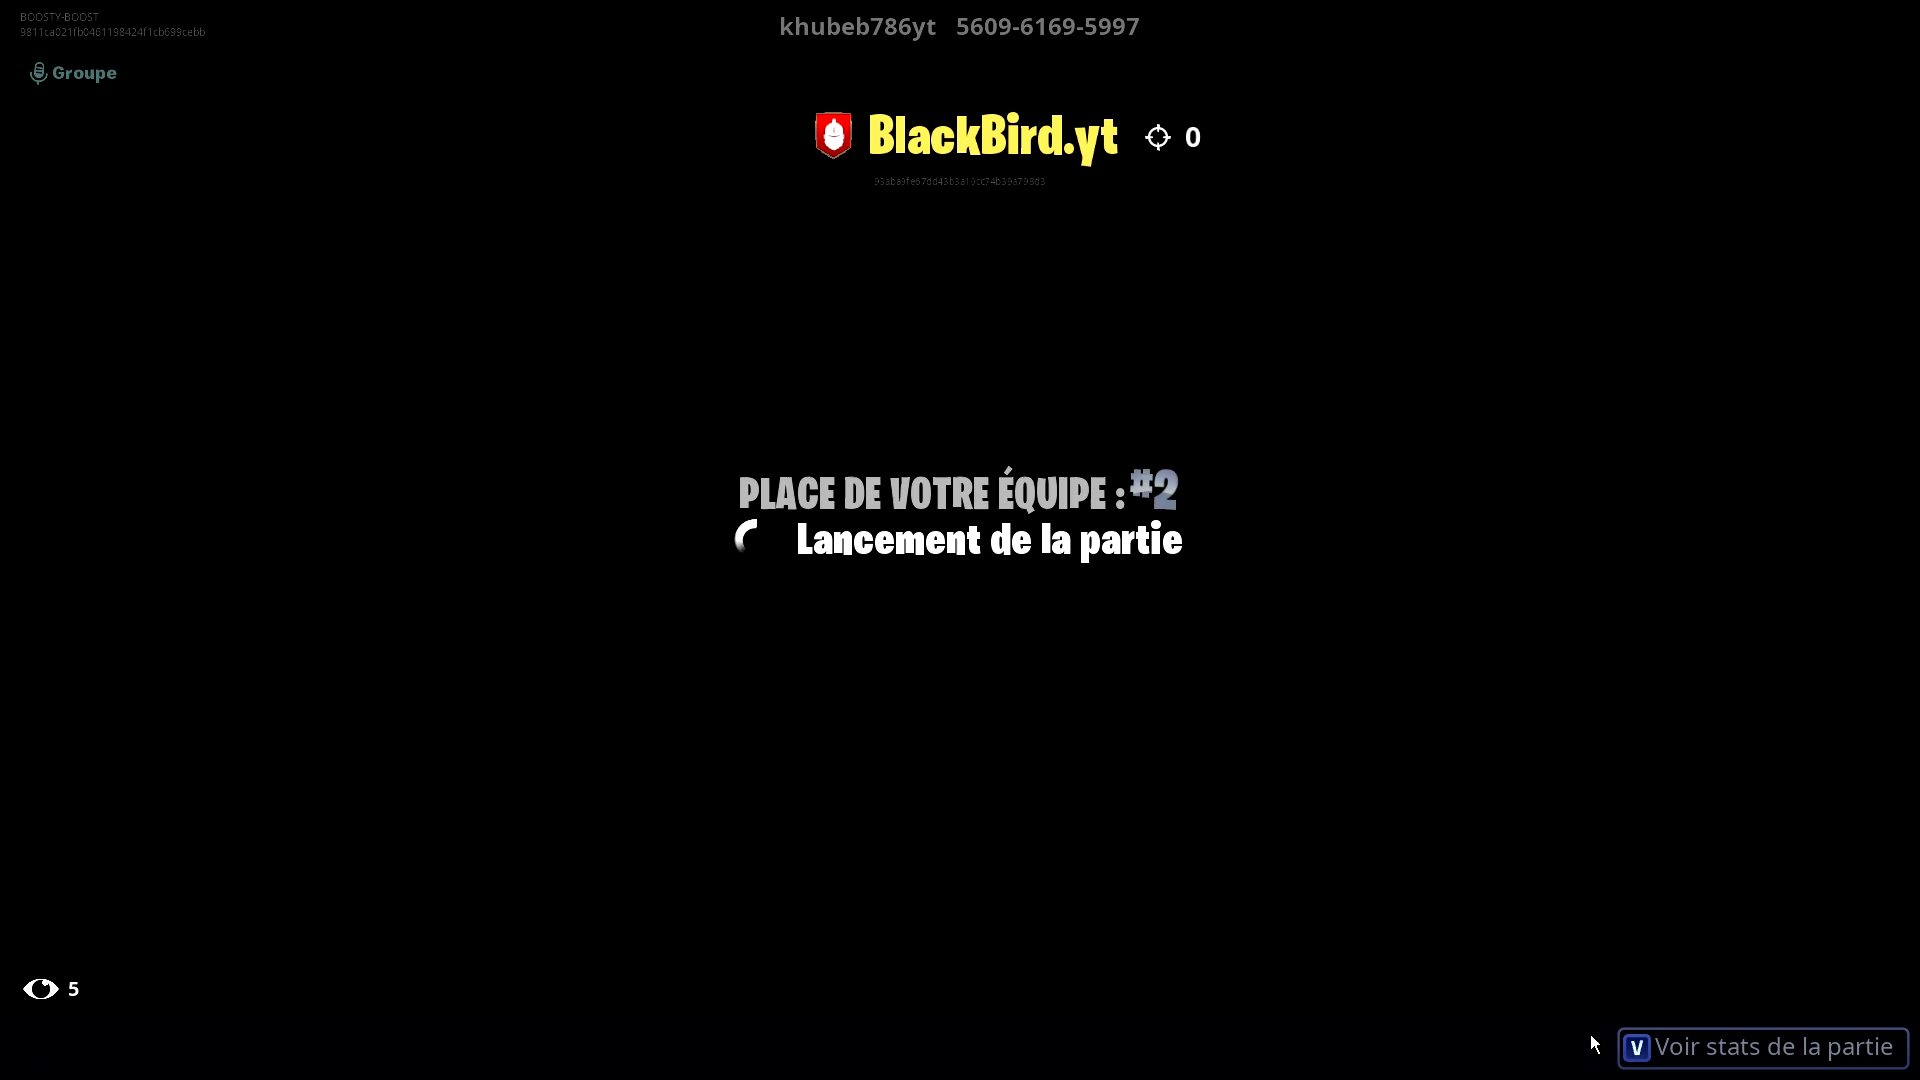 BOOSTY-BOOST
9811ca021fb0461198424f1cb699cebb
khubeb786yt 5609-6169-5997
Groupe
BlackBird.yt 0
PLACE DE VOTRE ÉQUIPE : #2
Lancement de la partie
5
V Voir stats de la partie